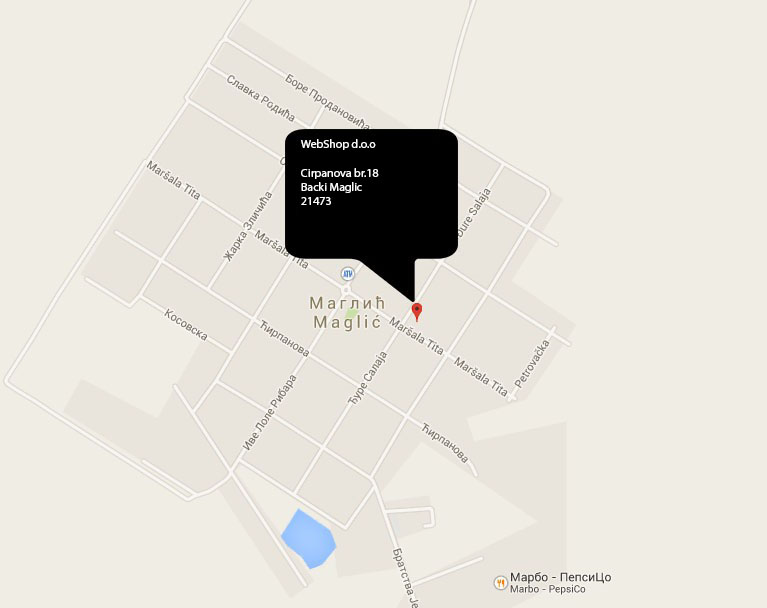 Боре Продановића
Славка Родића
WebShop d.o.o
Cirpanova br.18
Backi Maglic
21473
Maršala Tita
Жарка Зличића
Đure Salaja
Maršala Tita
ATM
Маглић
Maglić
Косовска
Ћирпанова
Maršala Tita
Petrovačka
Maršala Tita
Ђуре Салаја
Иве Лоле Рибара
Ћирпанова
Братства Је
Марбо - ПепсиЦо
Marbo - PepsiCo